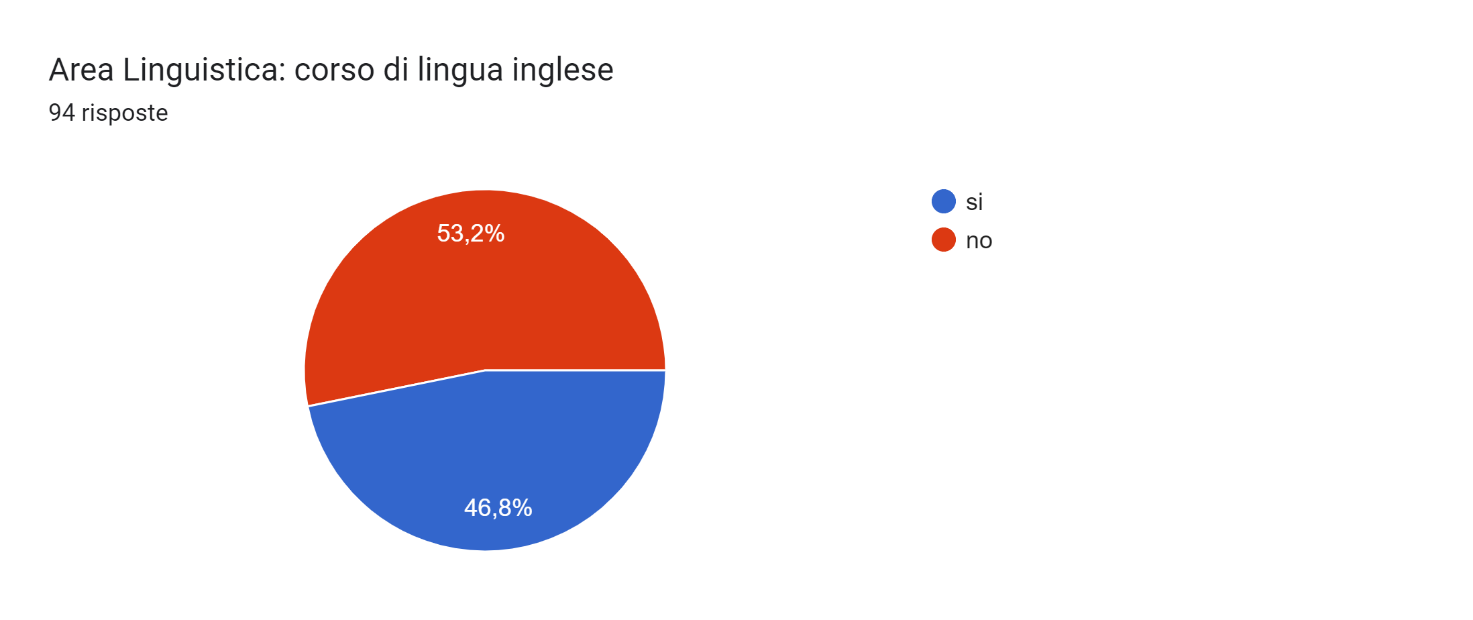 Area Linguistica: corso di lingua inglese
94 risposte
si
no
53,2%
46,8%